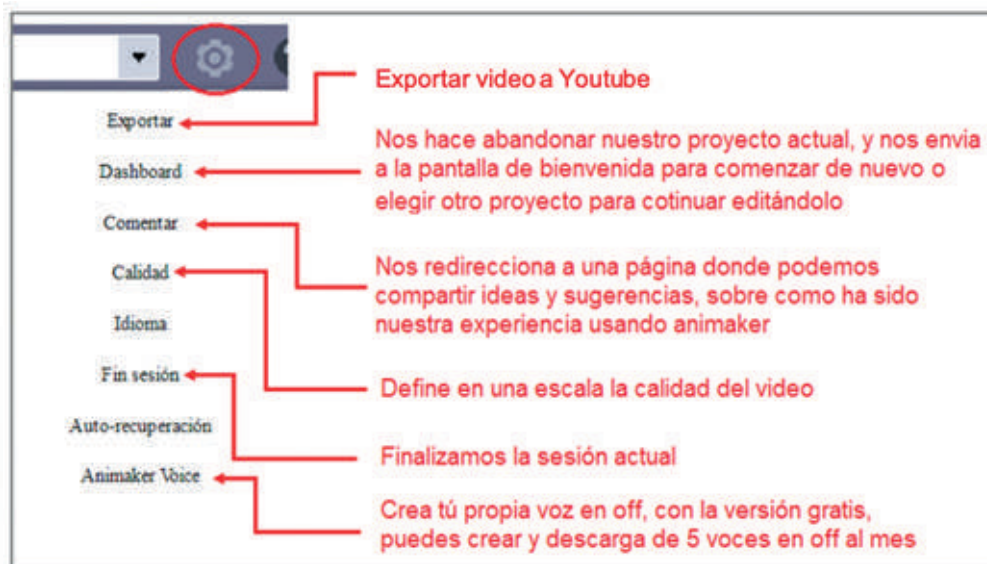 Exportar video a Youtube
Exportar
Nos hace abandonar nuestro proyecto actual, y nos envia
a la pantalla de bienvenida para comenzar de nuevo o
elegir otro proyecto para cotinuar editándolo
Dashboard
Comentar
Nos redirecciona a una página donde podemos
compartir ideas y sugerencias, sobre como ha sido
nuestra experiencia usando animaker
Calidad
Idioma
Define en una escala la calidad del video
Fin sesión
Auto-recuperación
Finalizamos la sesión actual
Animaker Voice
Crea tú propia voz en off, con la versión gratis,
puedes crear y descarga de 5 voces en off al mes